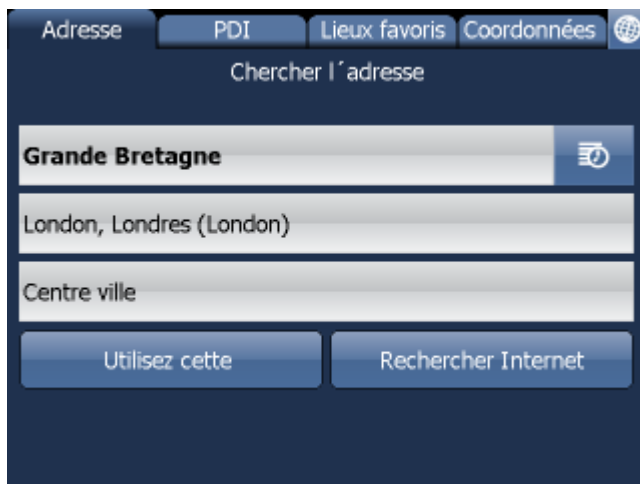 Adresse PDI Lieux favoris Coordonnées
Chercher l´adresse
Grande Bretagne
London, Londres (London)
Centre ville
Utilisez cette Rechercher Internet